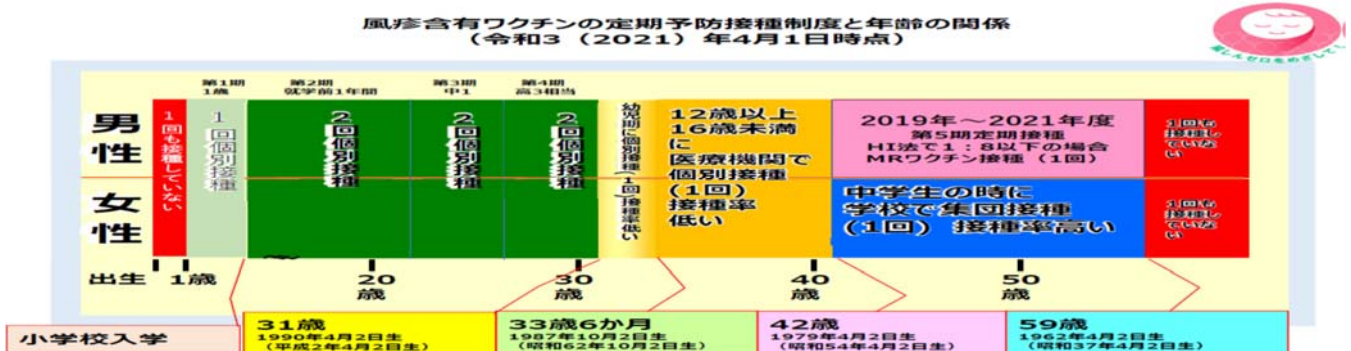 風疹含有ワクチンの定期予防接種制度と年齢の関係
(令和3 (2021) 年4月1日時点)
第1期
1歳
第2期
就学前1年間
第3期
中1
第4期
高3相当
男性
女性
1回も接種していない
1回個別接種
2回個別接種
2回個別接種
2回個別接種
幼児期に個別接種(1回)接種率低い
12歳以上
16歳未満
に
医療機関で
個別接種
(1回)
接種率
低い
2019年~2021年度
第5期定期接種
HI法で1:8以下の場合
MRワクチン接種 (1回)
中学生の時に
学校で集団接種
(1回) 接種率高い
1回も
接種し
ていな
い
1回も
接種し
ていな
い
出生
1歳
20
歳
30
歳
40
歳
50
歳
小学校入学
31歳
1990年4月2日生
(平成2年4月2日生)
33歳6か月
1987年10月2日生
(昭和62年10月2日生)
42歳
1979年4月2日生
(昭和54年4月2日生)
59歳
1962年4月2日生
(昭和37年4月2日生)